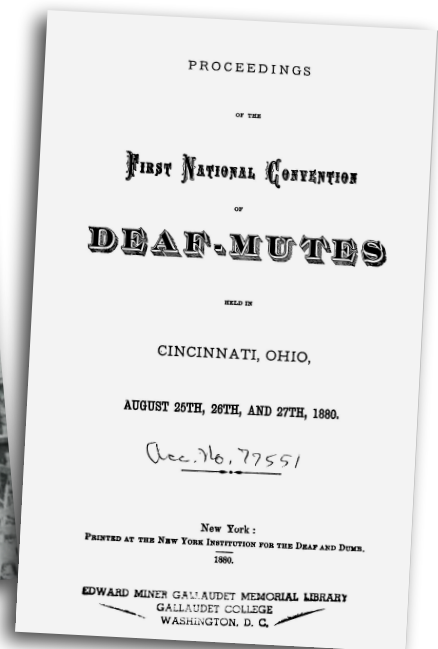 PROCEEDINGS
OF THE
FIRST NATIONAL CONVENTION
OF
DEAF-MUTES
HELD IN
CINCINNATI, OHIO,
AUGUST 25TH, 26TH, AND 27TH, 1880.
Acc. No. 77551
New York:
PRINTED AT THE NEW YORK INSTITUTION FOR THE DEAF AND DUMB.
1880.
EDWARD MINER GALLAUDET MEMORIAL LIBRARY
GALLAUDET COLLEGE
WASHINGTON, D. C.